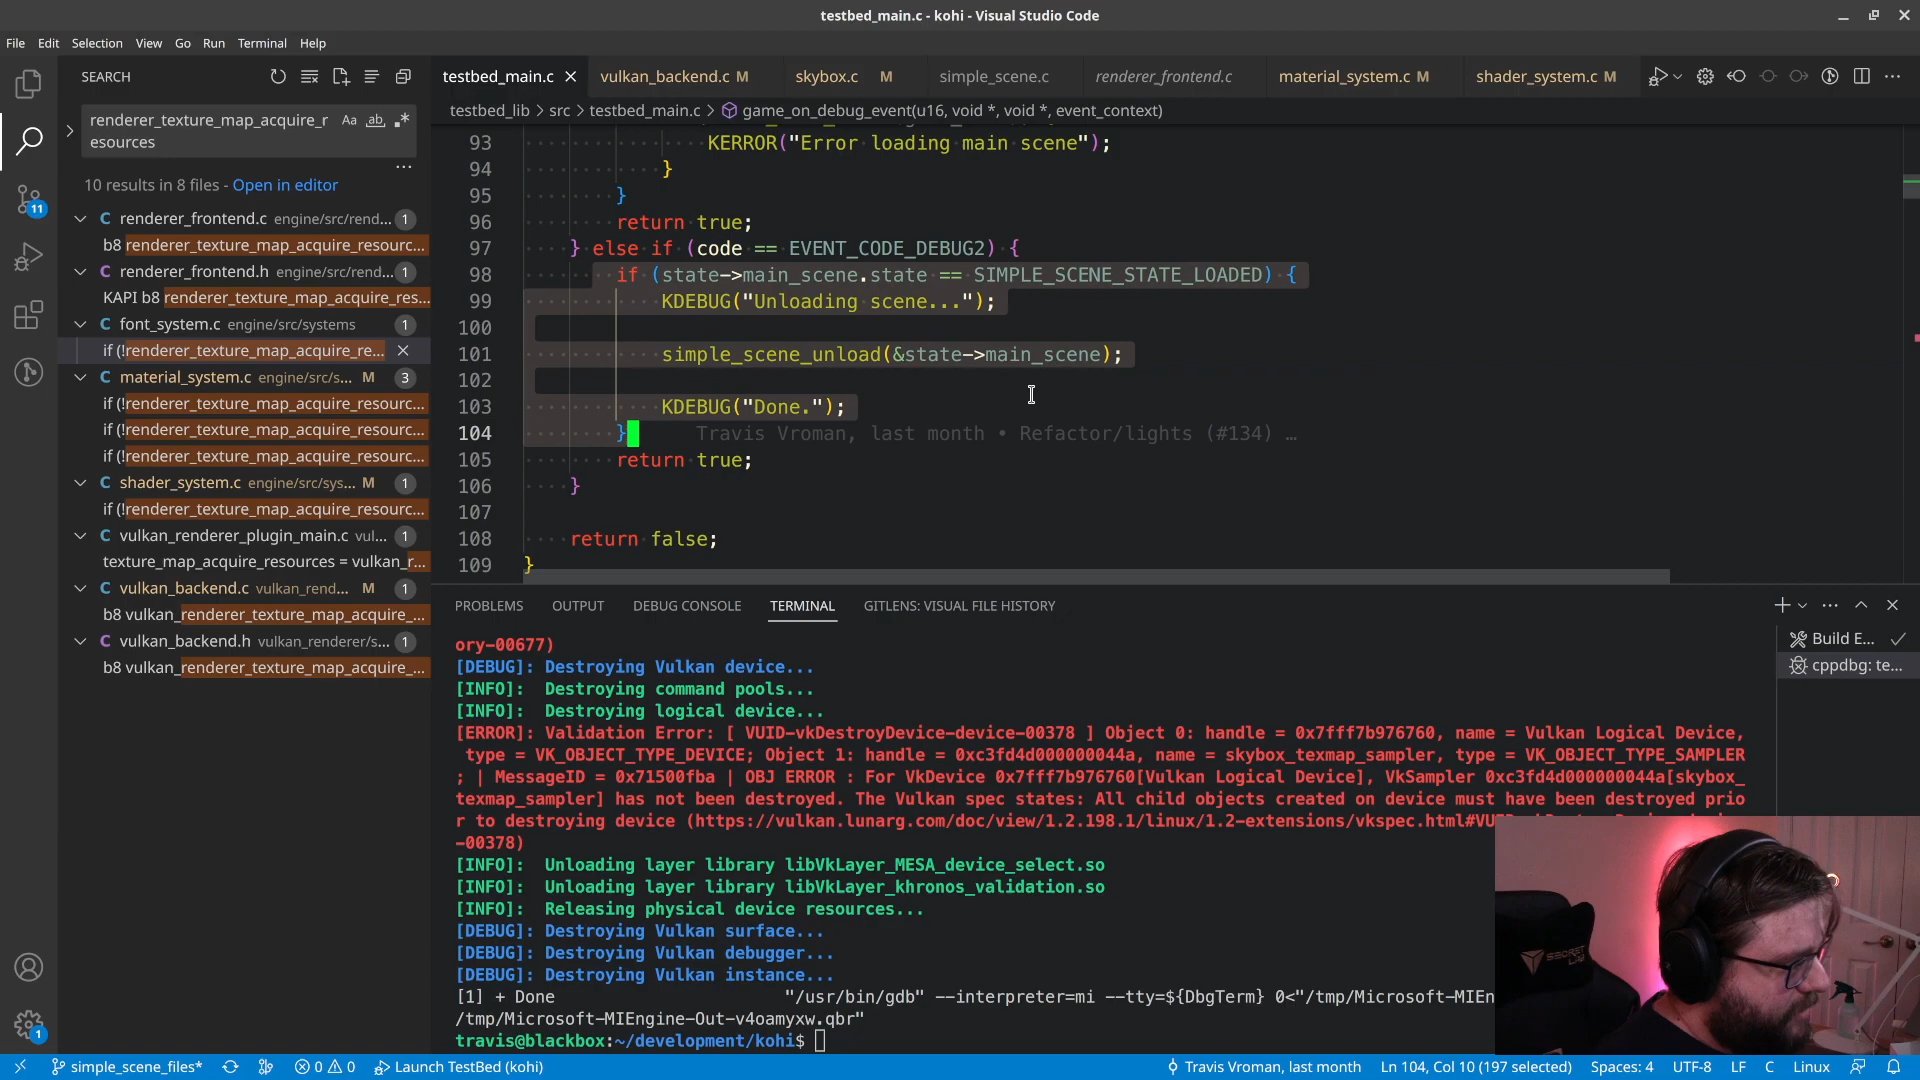 testbed_main.c - kohi - Visual Studio Code
File Edit Selection View Go Run Terminal Help
SEARCH
renderer_texture_map_acquire_r
esources
Aa ab
10 results in 8 files - Open in editor
renderer_frontend.c engine/src/rend... 1
b8 renderer_texture_map_acquire_resourc...
renderer_frontend.h engine/src/ren... 1
KAPI b8 renderer_texture_map_acquire_res...
font_system.c engine/src/systems 1
if (!renderer_texture_map_acquire_re...
material_system.c engine/src/s... M 3
if (!renderer_texture_map_acquire_resourc...
if (!renderer_texture_map_acquire_resourc...
if (!renderer_texture_map_acquire_resourc...
shader_system.c engine/src/sys... M 1
if (!renderer_texture_map_acquire_resourc...
vulkan_renderer_plugin_main.c vul... 1
texture_map_acquire_resources = vulkan_r...
vulkan_backend.c vulkan_rend... M 1
b8 vulkan_renderer_texture_map_acquire_...
vulkan_backend.h vulkan_renderer/s... 1
b8 vulkan_renderer_texture_map_acquire_...
11
1
testbed_main.c vulkan_backend.c M skybox.c M simple_scene.c renderer_frontend.c material_system.c M shader_system.c M
testbed_lib > src > testbed_main.c > game_on_debug_event(u16, void *, void *, event_context)
93 KERROR("Error loading main scene");
94 }
95 }
96 return true;
97 } else if (code == EVENT_CODE_DEBUG2) {
98 if (state->main_scene.state == SIMPLE_SCENE_STATE_LOADED) {
99 KDEBUG("Unloading scene...");
100
101 simple_scene_unload(&state->main_scene);
102
103 KDEBUG("Done.");
104 } Travis Vroman, last month • Refactor/lights (#134) …
105 return true;
106 }
107
108 return false;
109 }
PROBLEMS OUTPUT DEBUG CONSOLE TERMINAL GITLENS: VISUAL FILE HISTORY
Build E...
cppdbg: te...
ory-00677)
[DEBUG]: Destroying Vulkan device...
[INFO]: Destroying command pools...
[INFO]: Destroying logical device...
[ERROR]: Validation Error: [ VUID-vkDestroyDevice-device-00378 ] Object 0: handle = 0x7fff7b976760, name = Vulkan Logical Device,
type = VK_OBJECT_TYPE_DEVICE; Object 1: handle = 0xc3fd4d000000044a, name = skybox_texmap_sampler, type = VK_OBJECT_TYPE_SAMPLER
; | MessageID = 0x71500fba | OBJ ERROR : For VkDevice 0x7fff7b976760[Vulkan Logical Device], VkSampler 0xc3fd4d000000044a[skybox_
texmap_sampler] has not been destroyed. The Vulkan spec states: All child objects created on device must have been destroyed prio
r to destroying device (https://vulkan.lunarg.com/doc/view/1.2.198.1/linux/1.2-extensions/vkspec.html#VU
-00378)
[INFO]: Unloading layer library libVkLayer_MESA_device_select.so
[INFO]: Unloading layer library libVkLayer_khronos_validation.so
[INFO]: Releasing physical device resources...
[DEBUG]: Destroying Vulkan surface...
[DEBUG]: Destroying Vulkan debugger...
[DEBUG]: Destroying Vulkan instance...
[1] + Done "/usr/bin/gdb" --interpreter=mi --tty=${DbgTerm} 0<"/tmp/Microsoft-MIEn
/tmp/Microsoft-MIEngine-Out-v4oamyxw.qbr"
travis@blackbox:~/development/kohi$
SECRET
LAB
simple_scene_files* 0 0 Launch TestBed (kohi) Travis Vroman, last month Ln 104, Col 10 (197 selected) Spaces: 4 UTF-8 LF C Linux